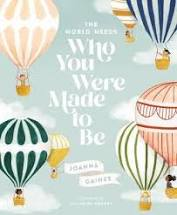 THE WORLD NEEDS
Who
You
Were
Made
to Be
JOANNA
GAINES